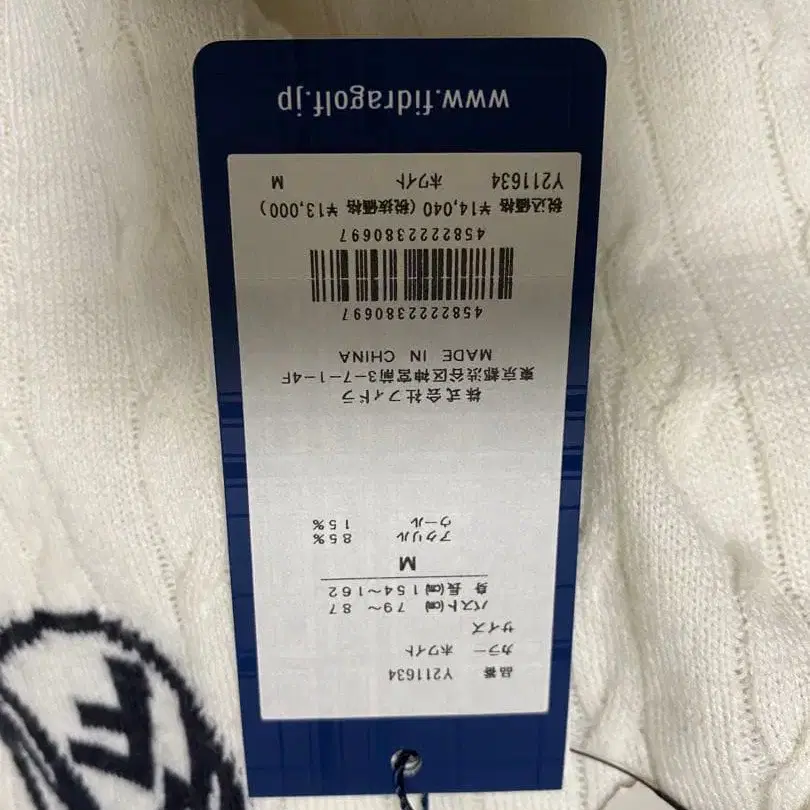 品番 Y211634
カラー ホワイト
サイズ
バスト(㎝) 79～ 87
身 長(㎝)154～162
M
アクリル 85%
ウール 15%
株式会社フィドラ
東京都渋谷区神宮前3-7-1-4F
MADE IN CHINA
4582222380697
4582222380697
税込価格 ¥14,040 (税抜価格 ¥13,000)
Y211634 ホワイト M
www.fidragolf.jp